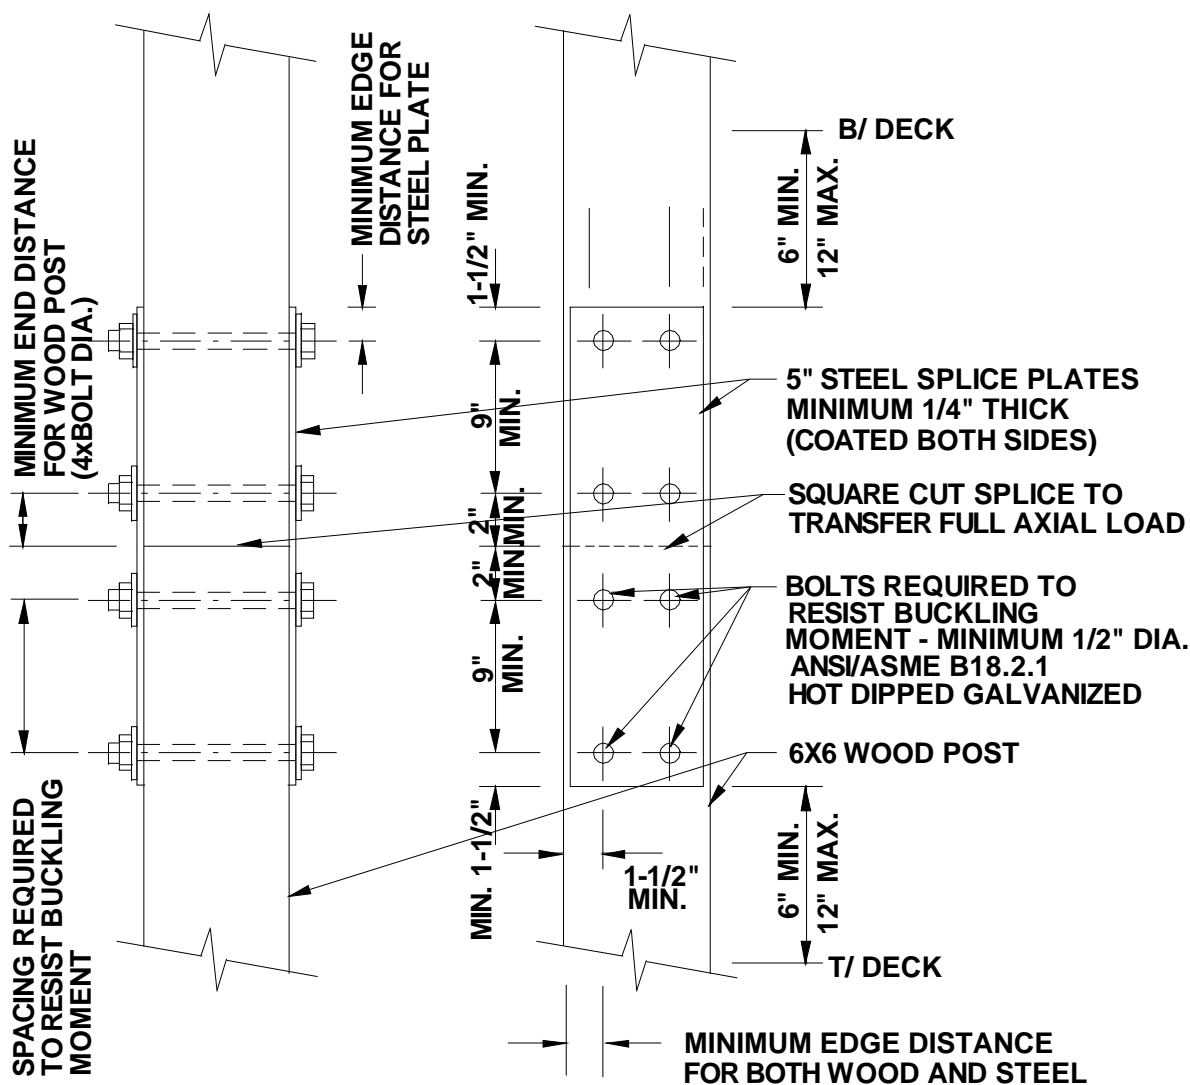 MINIMUM END DISTANCE
FOR WOOD POST
(4xBOLT DIA.)
MINIMUM EDGE
DISTANCE FOR
STEEL PLATE
1-1/2" MIN.
B/ DECK
6" MIN.
12" MAX.
9"
MIN.
5" STEEL SPLICE PLATES
MINIMUM 1/4" THICK
(COATED BOTH SIDES)
2"
MIN.
SQUARE CUT SPLICE TO
TRANSFER FULL AXIAL LOAD
2"
MIN.
BOLTS REQUIRED TO
RESIST BUCKLING
MOMENT - MINIMUM 1/2" DIA.
ANSI/ASME B18.2.1
HOT DIPPED GALVANIZED
9"
MIN.
6X6 WOOD POST
SPACING REQUIRED
TO RESIST BUCKLING
MOMENT
MIN. 1-1/2"
1-1/2"
MIN.
6" MIN.
12" MAX.
T/ DECK
MINIMUM EDGE DISTANCE
FOR BOTH WOOD AND STEEL